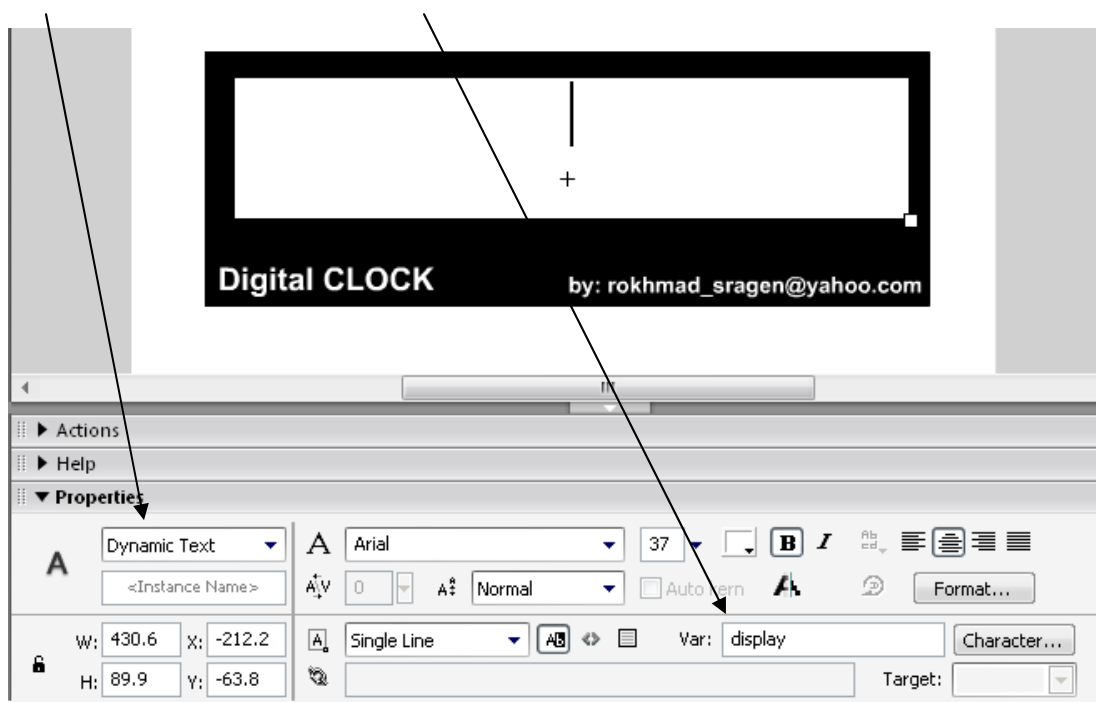 Digital CLOCK by: rokhmad_sragen@yahoo.com
Actions
Help
Properties
A Dynamic Text A Arial 37 B I
<Instance Name> A V 0 A Normal Auto kern A Format...
W: 430.6 X: -212.2 A Single Line AB <> Var: display Character...
H: 89.9 Y: -63.8 Target: